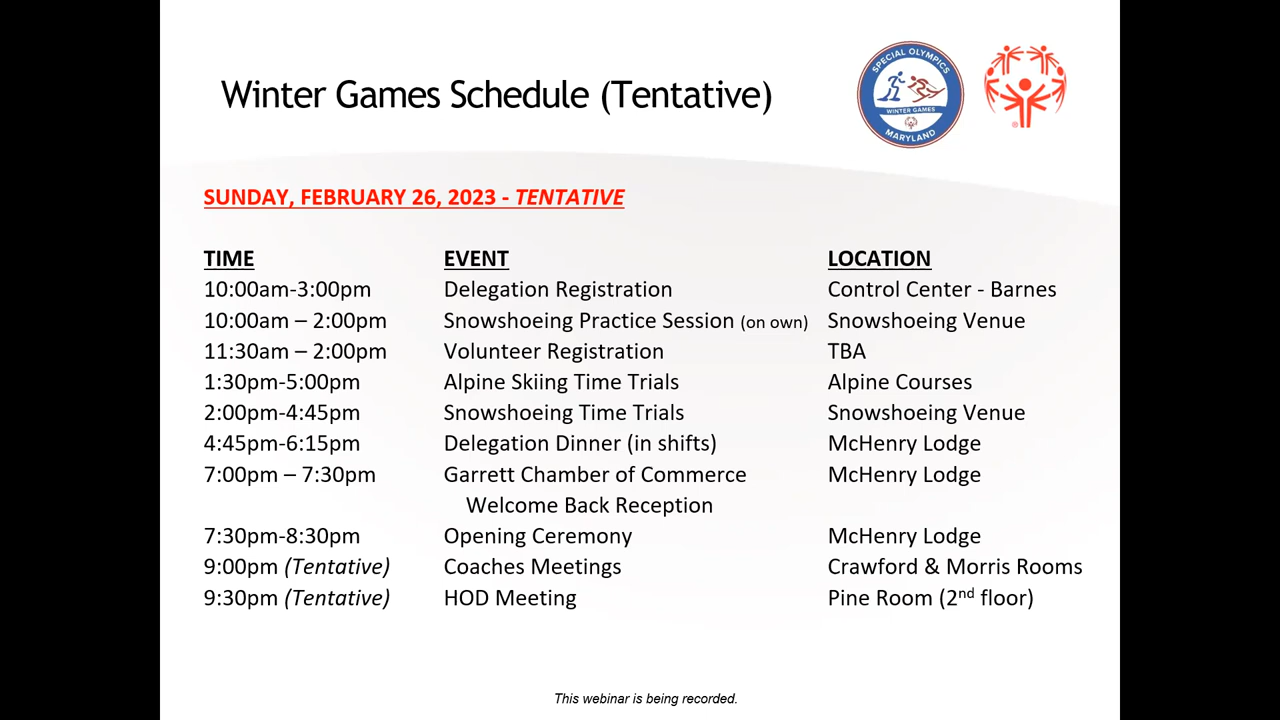 Winter Games Schedule (Tentative)
SPECIAL OLYMPICS
WINTER GAMES
MARYLAND
®
SUNDAY, FEBRUARY 26, 2023 - TENTATIVE
TIME EVENT LOCATION
10:00am-3:00pm Delegation Registration Control Center - Barnes
10:00am – 2:00pm Snowshoeing Practice Session (on own) Snowshoeing Venue
11:30am – 2:00pm Volunteer Registration TBA
1:30pm-5:00pm Alpine Skiing Time Trials Alpine Courses
2:00pm-4:45pm Snowshoeing Time Trials Snowshoeing Venue
4:45pm-6:15pm Delegation Dinner (in shifts) McHenry Lodge
7:00pm – 7:30pm Garrett Chamber of Commerce McHenry Lodge
Welcome Back Reception
7:30pm-8:30pm Opening Ceremony McHenry Lodge
9:00pm (Tentative) Coaches Meetings Crawford & Morris Rooms
9:30pm (Tentative) HOD Meeting Pine Room (2nd floor)
This webinar is being recorded.